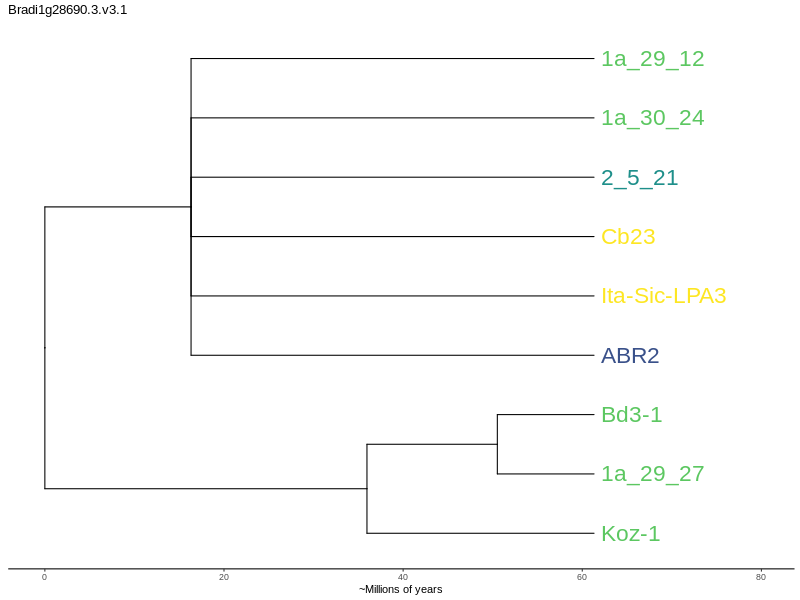 Bradi1g28690.3.v3.1
1a_29_12
1a_30_24
2_5_21
Cb23
Ita-Sic-LPA3
ABR2
Bd3-1
1a_29_27
Koz-1
0 20 40 60 80
~Millions of years